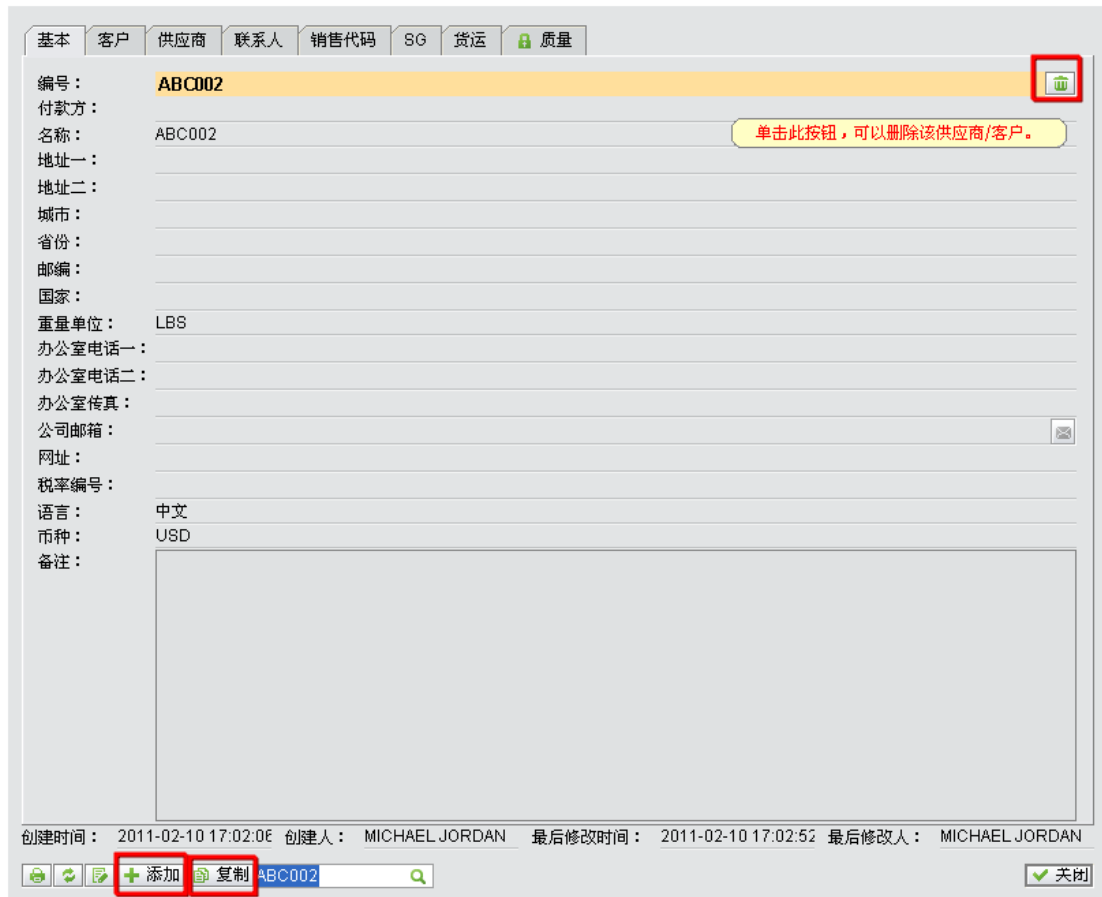 基本 客户 供应商 联系人 销售代码 SG 货运 质量
编号： ABC002
付款方：
名称： ABC002
单击此按钮，可以删除该供应商/客户。
地址一：
地址二：
城市：
省份：
邮编：
国家：
重量单位： LBS
办公室电话一：
办公室电话二：
办公室传真：
公司邮箱：
网址：
税率编号：
语言： 中文
币种： USD
备注：
创建时间： 2011-02-10 17:02:06 创建人： MICHAEL JORDAN 最后修改时间： 2011-02-10 17:02:52 最后修改人： MICHAEL JORDAN
添加 复制 ABC002 关闭